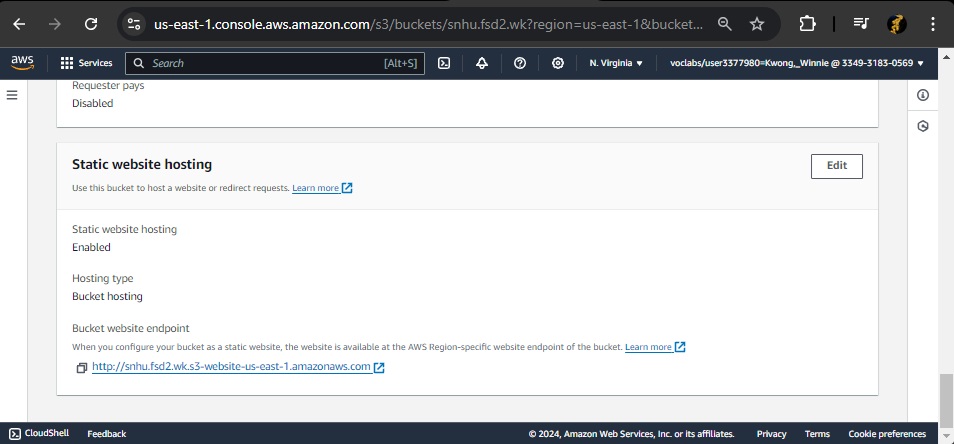 us-east-1.console.aws.amazon.com/s3/buckets/snhu.fsd2.wk?region=us-east-1&bucket...
aws Services Search [Alt+S] N. Virginia voclabs/user3377980=Kwong,_Winnie @ 3349-3183-0569
Requester pays
Disabled
Static website hosting
Edit
Use this bucket to host a website or redirect requests. Learn more
Static website hosting
Enabled
Hosting type
Bucket hosting
Bucket website endpoint
When you configure your bucket as a static website, the website is available at the AWS Region-specific website endpoint of the bucket. Learn more
http://snhu.fsd2.wk.s3-website-us-east-1.amazonaws.com
CloudShell Feedback © 2024, Amazon Web Services, Inc. or its affiliates. Privacy Terms Cookie preferences